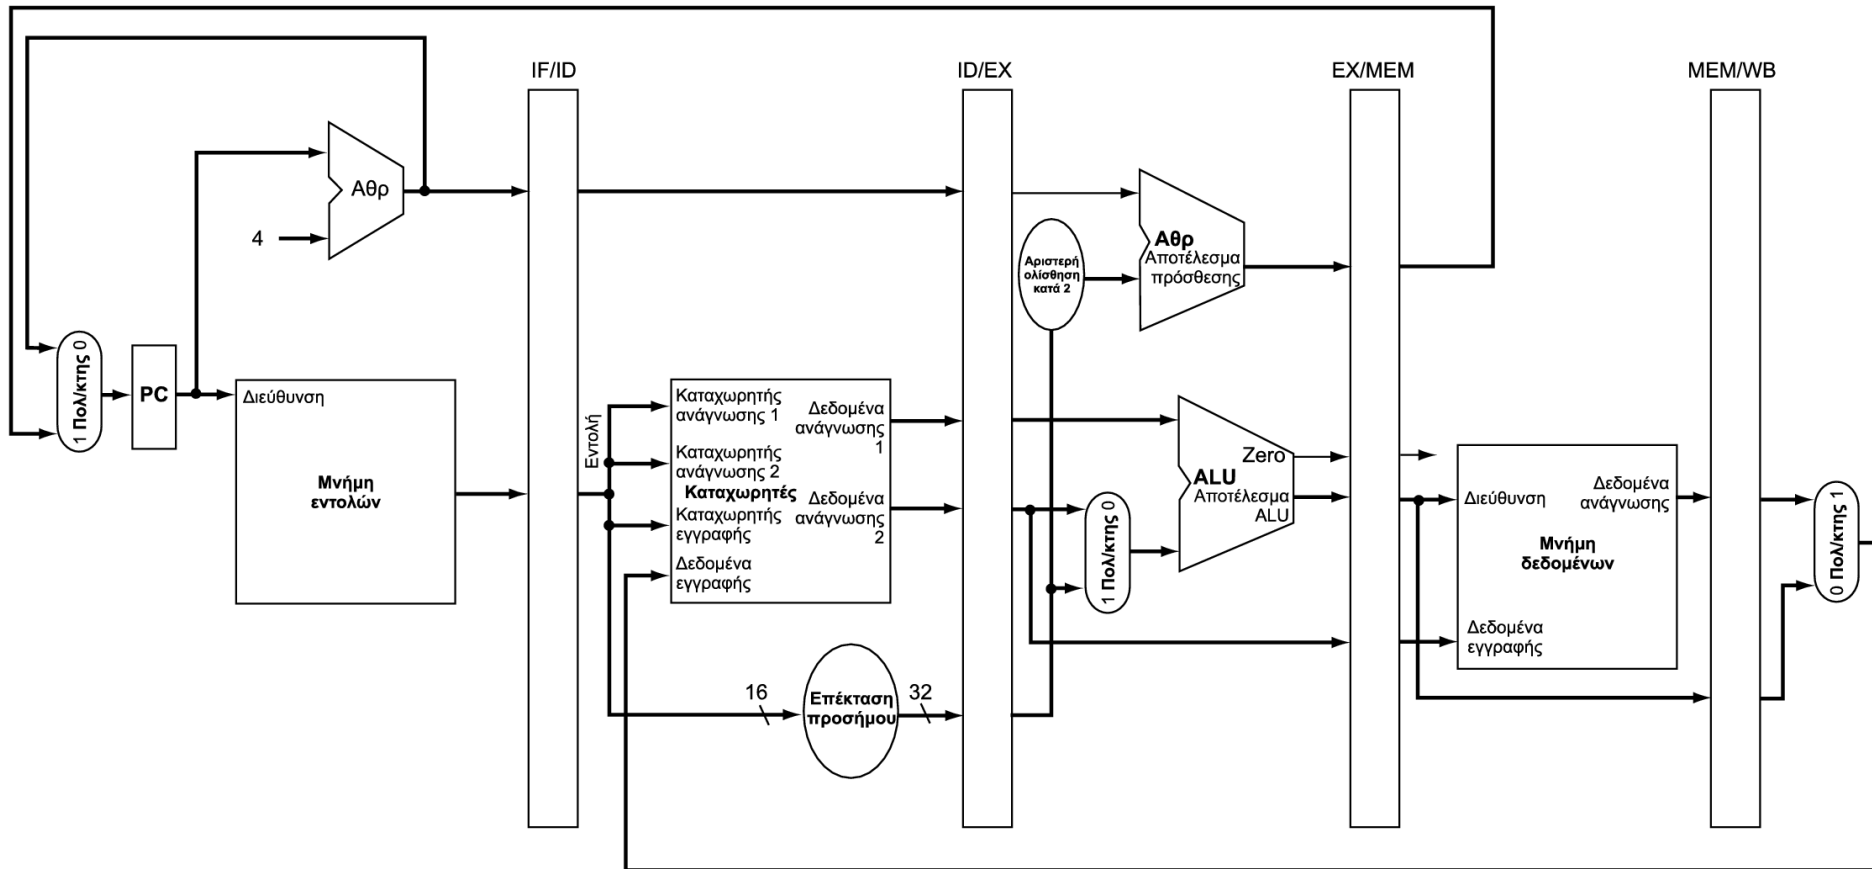 IF/ID
ID/EX
EX/MEM
MEM/WB
Αθρ
4
Αθρ
Αποτέλεσμα
πρόσθεσης
Αριστερή
ολίσθηση
κατά 2
1 Πολ/κτης 0
PC
Διεύθυνση
Μνήμη
εντολών
Εντολή
Καταχωρητής
ανάγνωσης 1
Καταχωρητής
ανάγνωσης 2
Καταχωρητές
Καταχωρητής
εγγραφής
Δεδομένα
εγγραφής
Δεδομένα
ανάγνωσης
1
Δεδομένα
ανάγνωσης
2
16
Επέκταση
προσήμου
32
1 Πολ/κτης 0
Zero
ALU
Αποτέλεσμα
ALU
Διεύθυνση
Δεδομένα
ανάγνωσης
Μνήμη
δεδομένων
Δεδομένα
εγγραφής
0 Πολ/κτης 1